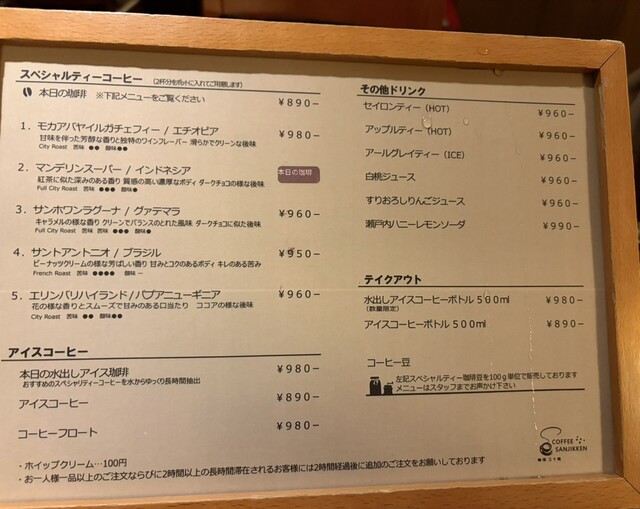 スペシャルティーコーヒー (2杯分をポットに入れてご用意します)
本日の珈琲 ※下記メニューをご覧ください ¥890−
1. モカアバヤイルガチェフィー / エチオピア ¥980−
甘味を伴った芳醇な香りと独特のワインフレーバー 滑らかでクリーンな後味
City Roast 苦味 ●● 酸味●●
2. マンデリンスーパー / インドネシア 本日の珈琲
紅茶に似た深みのある香り 質感の高い濃厚なボディ ダークチョコの様な後味
Full City Roast 苦味 ●●● 酸味●
3. サンホワンラグーナ / グァテマラ ¥960−
キャラメルの様な香り クリーンでバランスのとれた風味 ダークチョコに似た後味
Full City Roast 苦味 ●●● 酸味●●
4. サントアントニオ / ブラジル ¥950−
ピーナッツクリームの様な芳ばしい香り 甘みとコクのあるボディ キレのある苦み
French Roast 苦味 ●●●● 酸味 −
5. エリンバリハイランド / パプアニューギニア ¥960−
花の様な香りとスムーズで甘みのある口当たり ココアの様な後味
City Roast 苦味 ●● 酸味●●
アイスコーヒー
本日の水出しアイス珈琲 ¥980−
おすすめのスペシャリティーコーヒーを水からゆっくり長時間抽出
アイスコーヒー ¥890−
コーヒーフロート ¥980−
・ホイップクリーム…100円
・お一人様一品以上のご注文ならびに2時間以上の長時間滞在されるお客様には2時間経過後に追加のご注文をお願いしております
その他ドリンク
セイロンティー (HOT) ¥960−
アップルティー (HOT) ¥960−
アールグレイティー (ICE) ¥960−
白桃ジュース ¥960−
すりおろしりんごジュース ¥960−
瀬戸内ハニーレモンソーダ ¥990−
テイクアウト
水出しアイスコーヒーボトル 500ml ¥980−
(数量限定)
アイスコーヒーボトル 500ml ¥890−
コーヒー豆
左記スペシャルティー珈琲豆を100g単位で販売しております
メニューはスタッフまでお声かけ下さい
COFFEE
SANJIKKEN
珈琲 三十軒